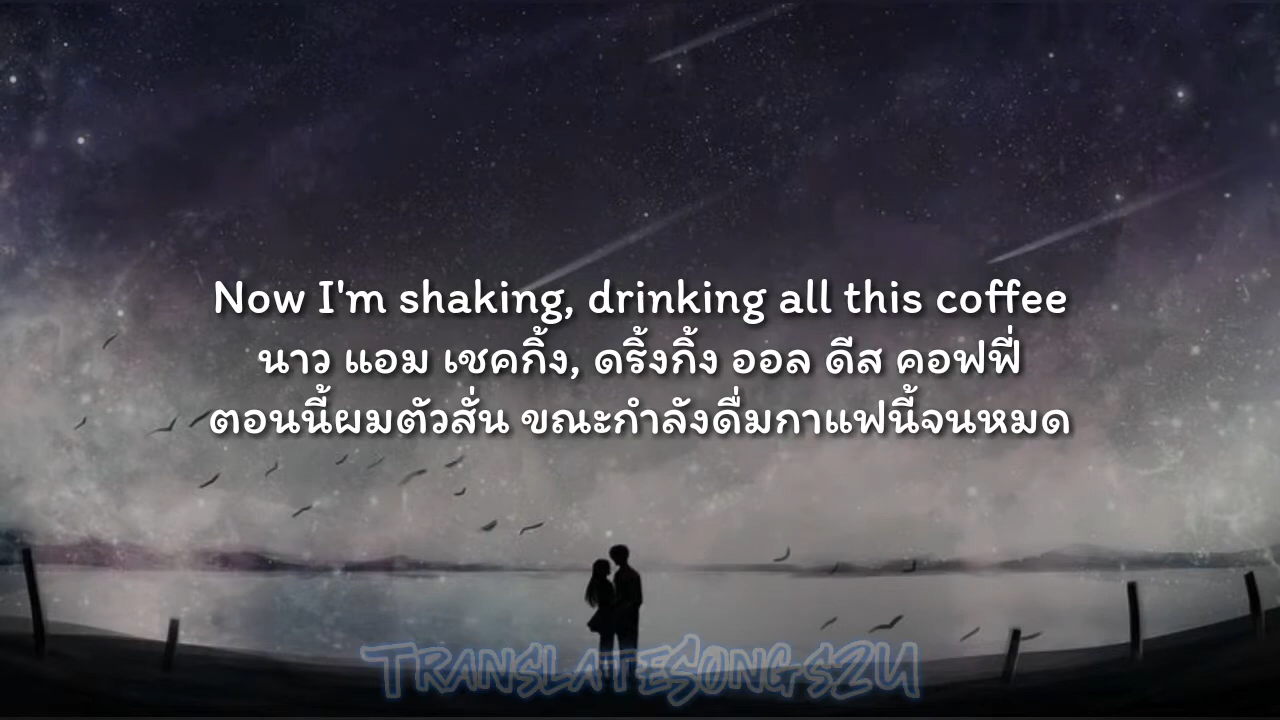 Now I'm shaking, drinking all this coffee
นาว แอม เชคกิ้ง, ดริ้งกิ้ง ออล ดีส คอฟฟี่
ตอนนี้ผมตัวสั่น ขณะกำลังดื่มกาแฟนี้จนหมด
TRANSLATESONGS2U